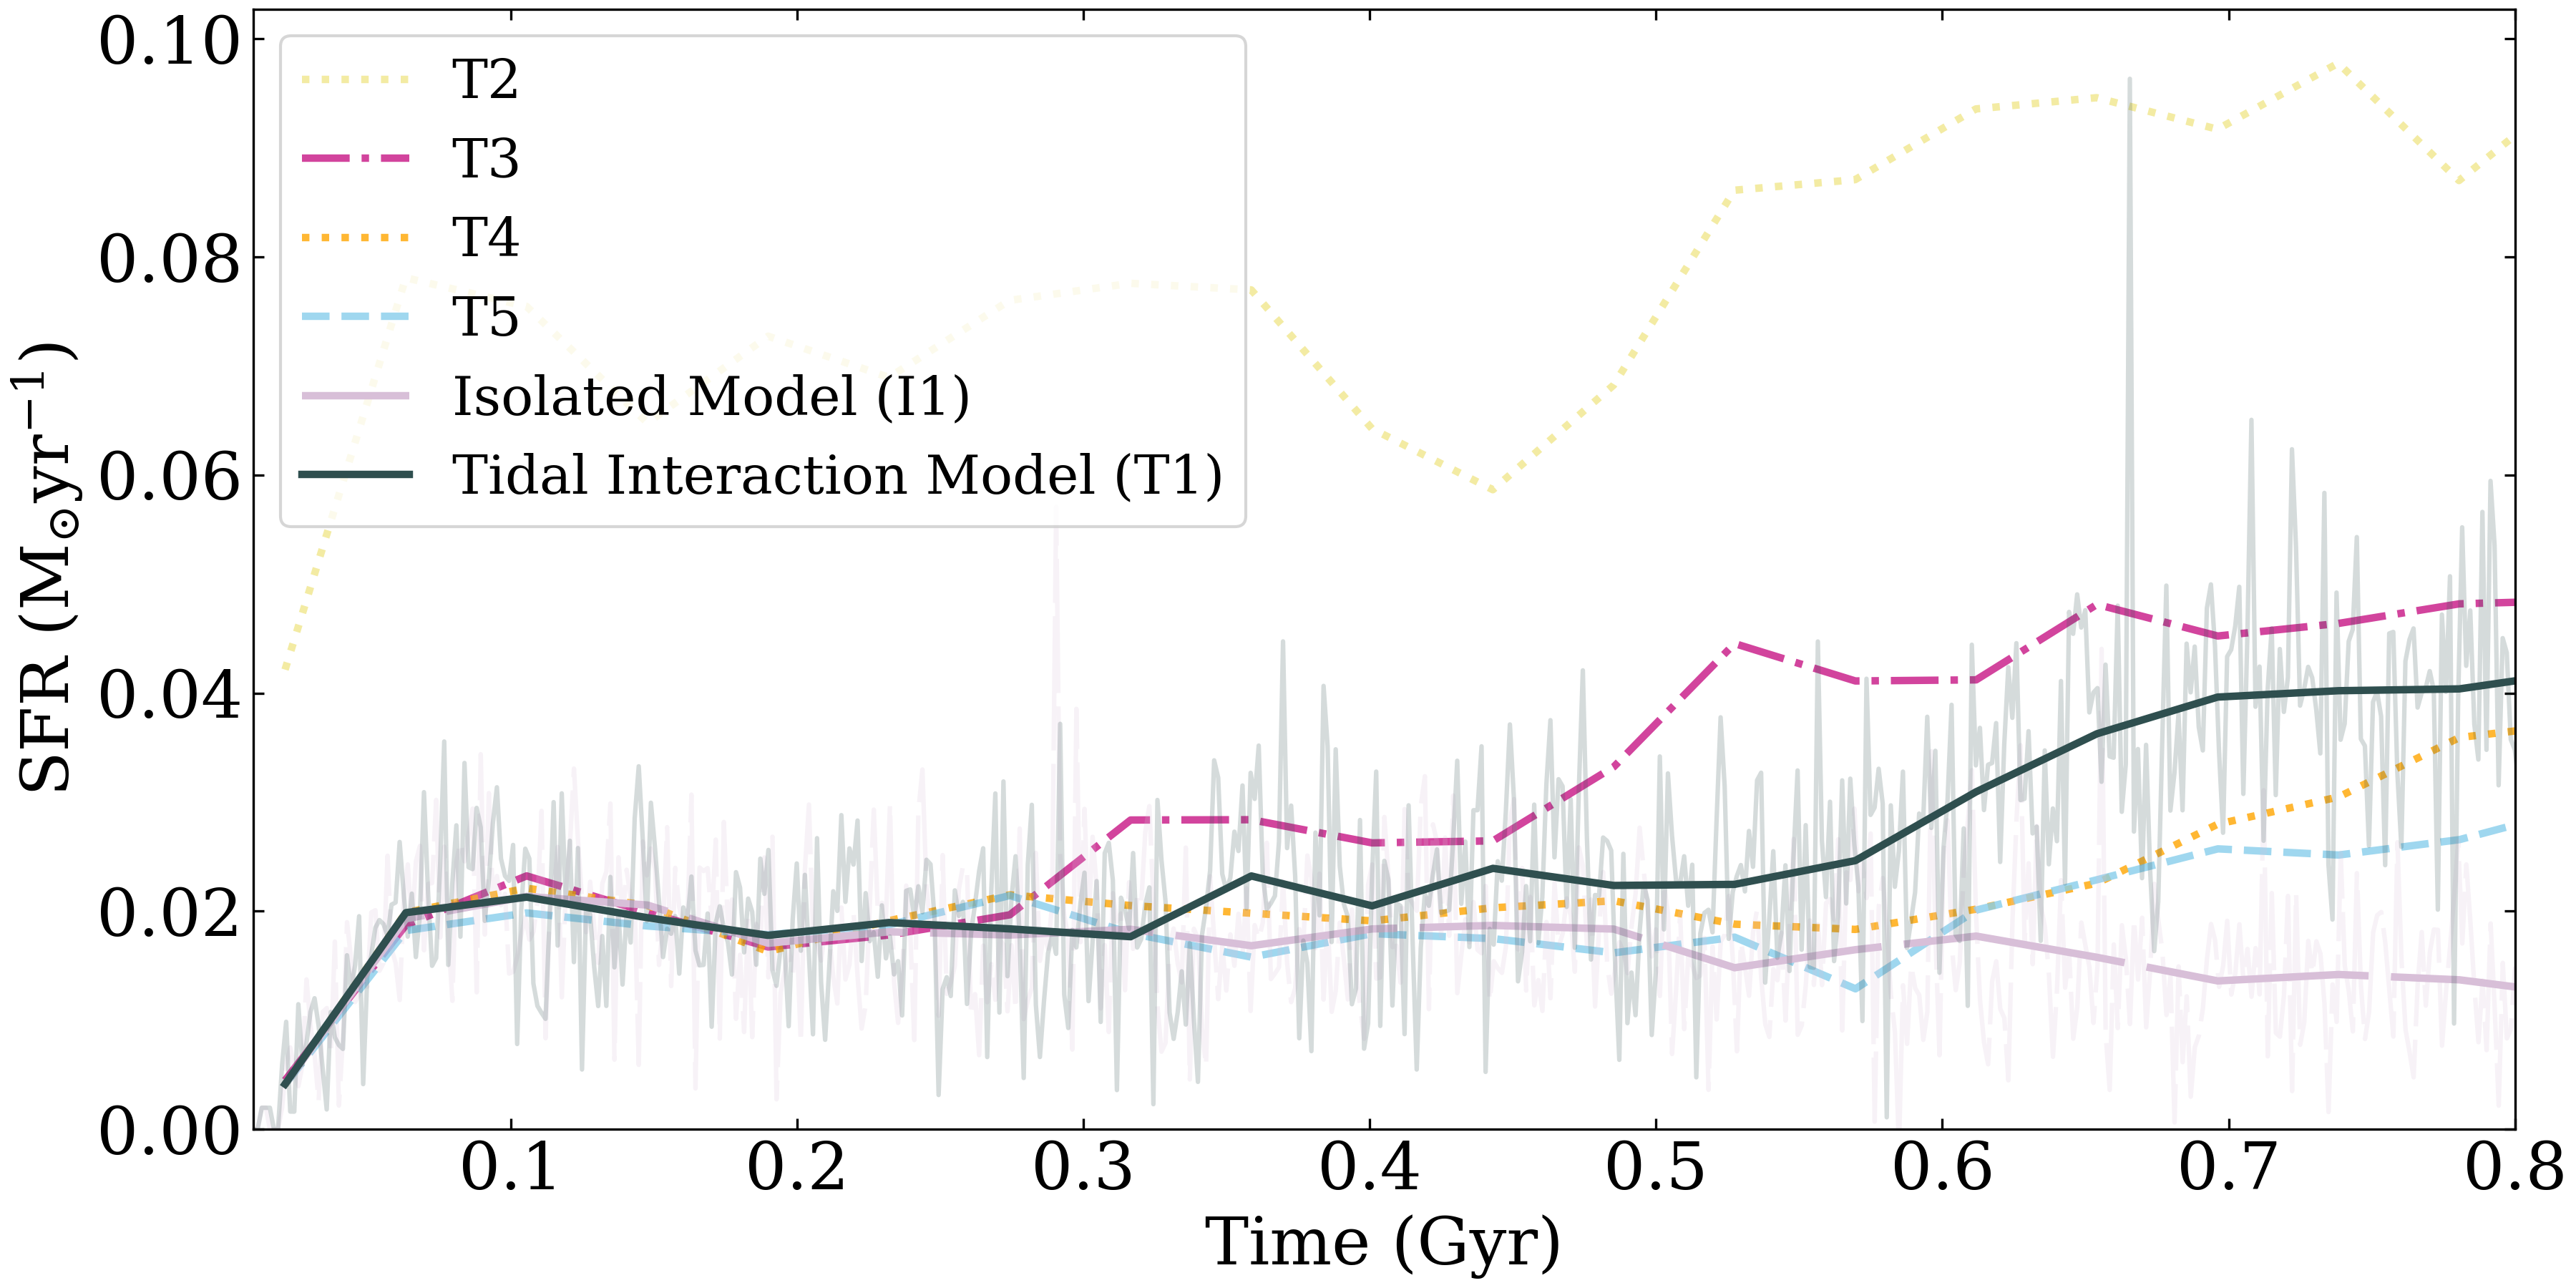 0.10
0.08
0.06
0.04
0.02
0.00
SFR (M⊙yr⁻¹)
T2
T3
T4
T5
Isolated Model (I1)
Tidal Interaction Model (T1)
0.1 0.2 0.3 0.4 0.5 0.6 0.7 0.8
Time (Gyr)